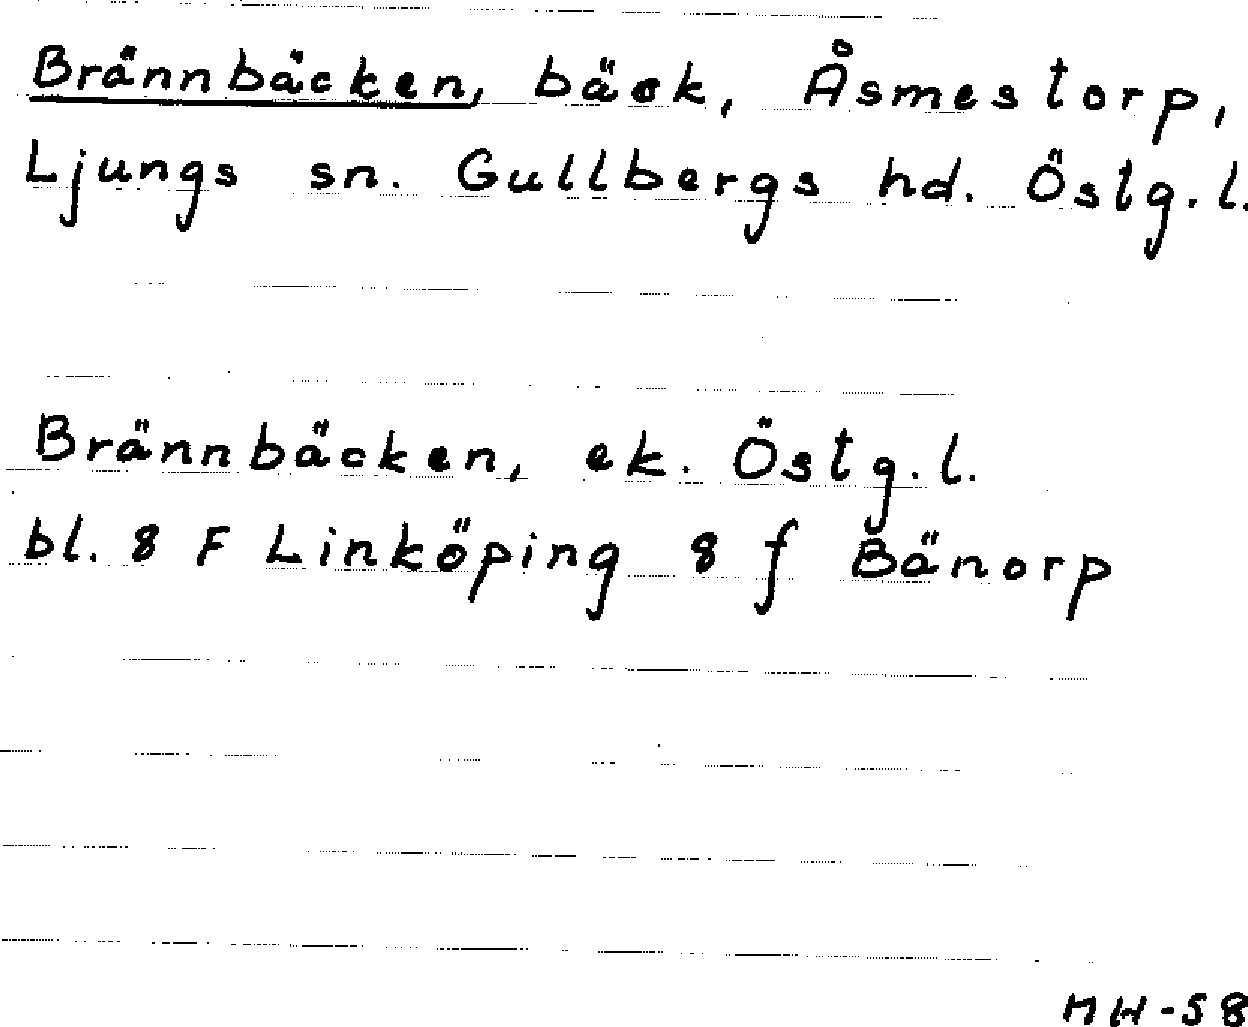 Brännbäcken, bäck, Åsmestorp,
Ljungs sn. Gullbergs hd. Östg.l.
Brännbäcken, ek. Östg.l.
bl. 8 F Linköping 8 f Bänorp
MH-58